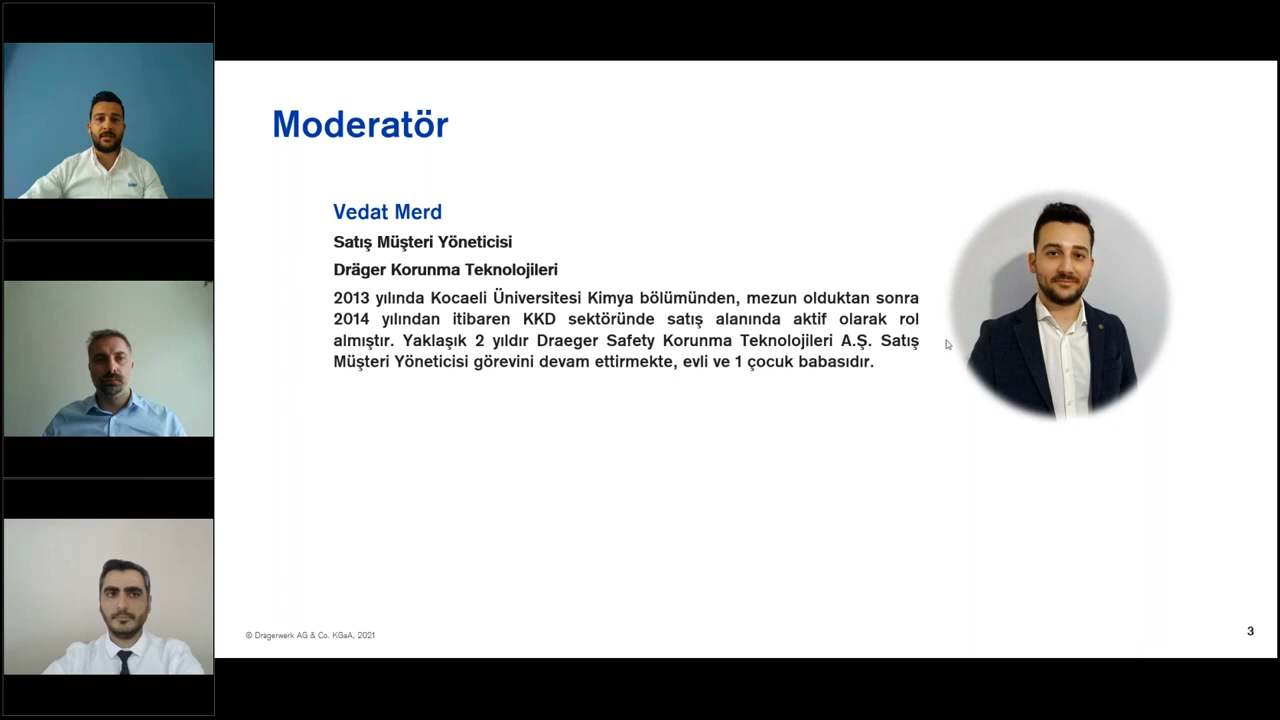 Moderatör
Vedat Merd
Satış Müşteri Yöneticisi
Dräger Korunma Teknolojileri
2013 yılında Kocaeli Üniversitesi Kimya bölümünden, mezun olduktan sonra
2014 yılından itibaren KKD sektöründe satış alanında aktif olarak rol
almıştır. Yaklaşık 2 yıldır Draeger Safety Korunma Teknolojileri A.Ş. Satış
Müşteri Yöneticisi görevini devam ettirmekte, evli ve 1 çocuk babasıdır.
© Drägerwerk AG & Co. KGaA, 2021
3